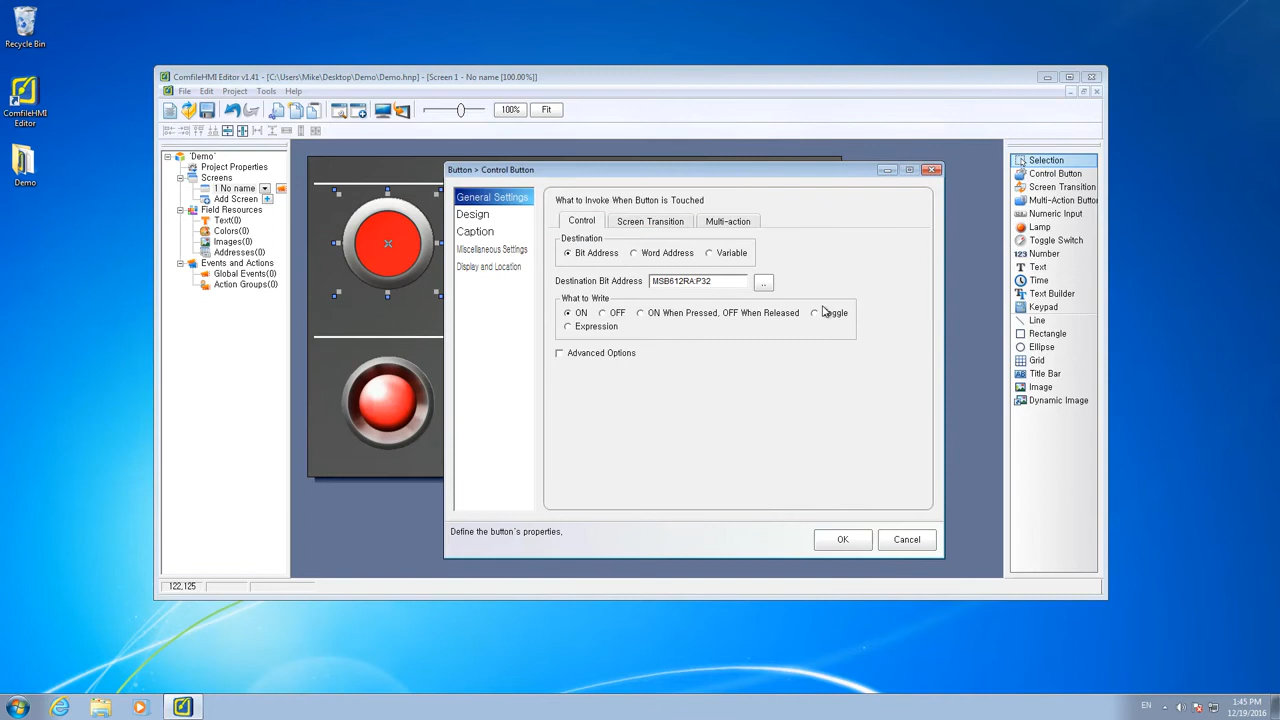 Recycle Bin
ComfileHMI
Editor
Demo
ComfileHMI Editor v1.41 - [C:\Users\Mike\Desktop\Demo\Demo.hnp] - [Screen 1 - No name [100.00%]]
File Edit Project Tools Help
100% Fit
'Demo'
Project Properties
Screens
1 No name
Add Screen
Field Resources
Text(0)
Colors(0)
Images(0)
Addresses(0)
Events and Actions
Global Events(0)
Action Groups(0)
Button > Control Button
General Settings
Design
Caption
Miscellaneous Settings
Display and Location
What to Invoke When Button is Touched
Control Screen Transition Multi-action
Destination
Bit Address Word Address Variable
Destination Bit Address MSB612RA:P32 ..
What to Write
ON OFF ON When Pressed, OFF When Released Toggle
Expression
Advanced Options
Define the button's properties,
OK Cancel
Selection
Control Button
Screen Transition
Multi-Action Button
Numeric Input
Lamp
Toggle Switch
Number
Text
Time
Text Builder
Keypad
Line
Rectangle
Ellipse
Grid
Title Bar
Image
Dynamic Image
122,125
EN
1:45 PM
12/19/2016